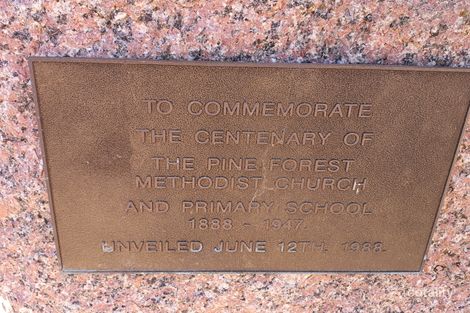 TO COMMEMORATE
THE CENTENARY OF
THE PINE FOREST
METHODIST CHURCH
AND PRIMARY SCHOOL
1888 - 1947.
UNVEILED JUNE 12TH. 1988.